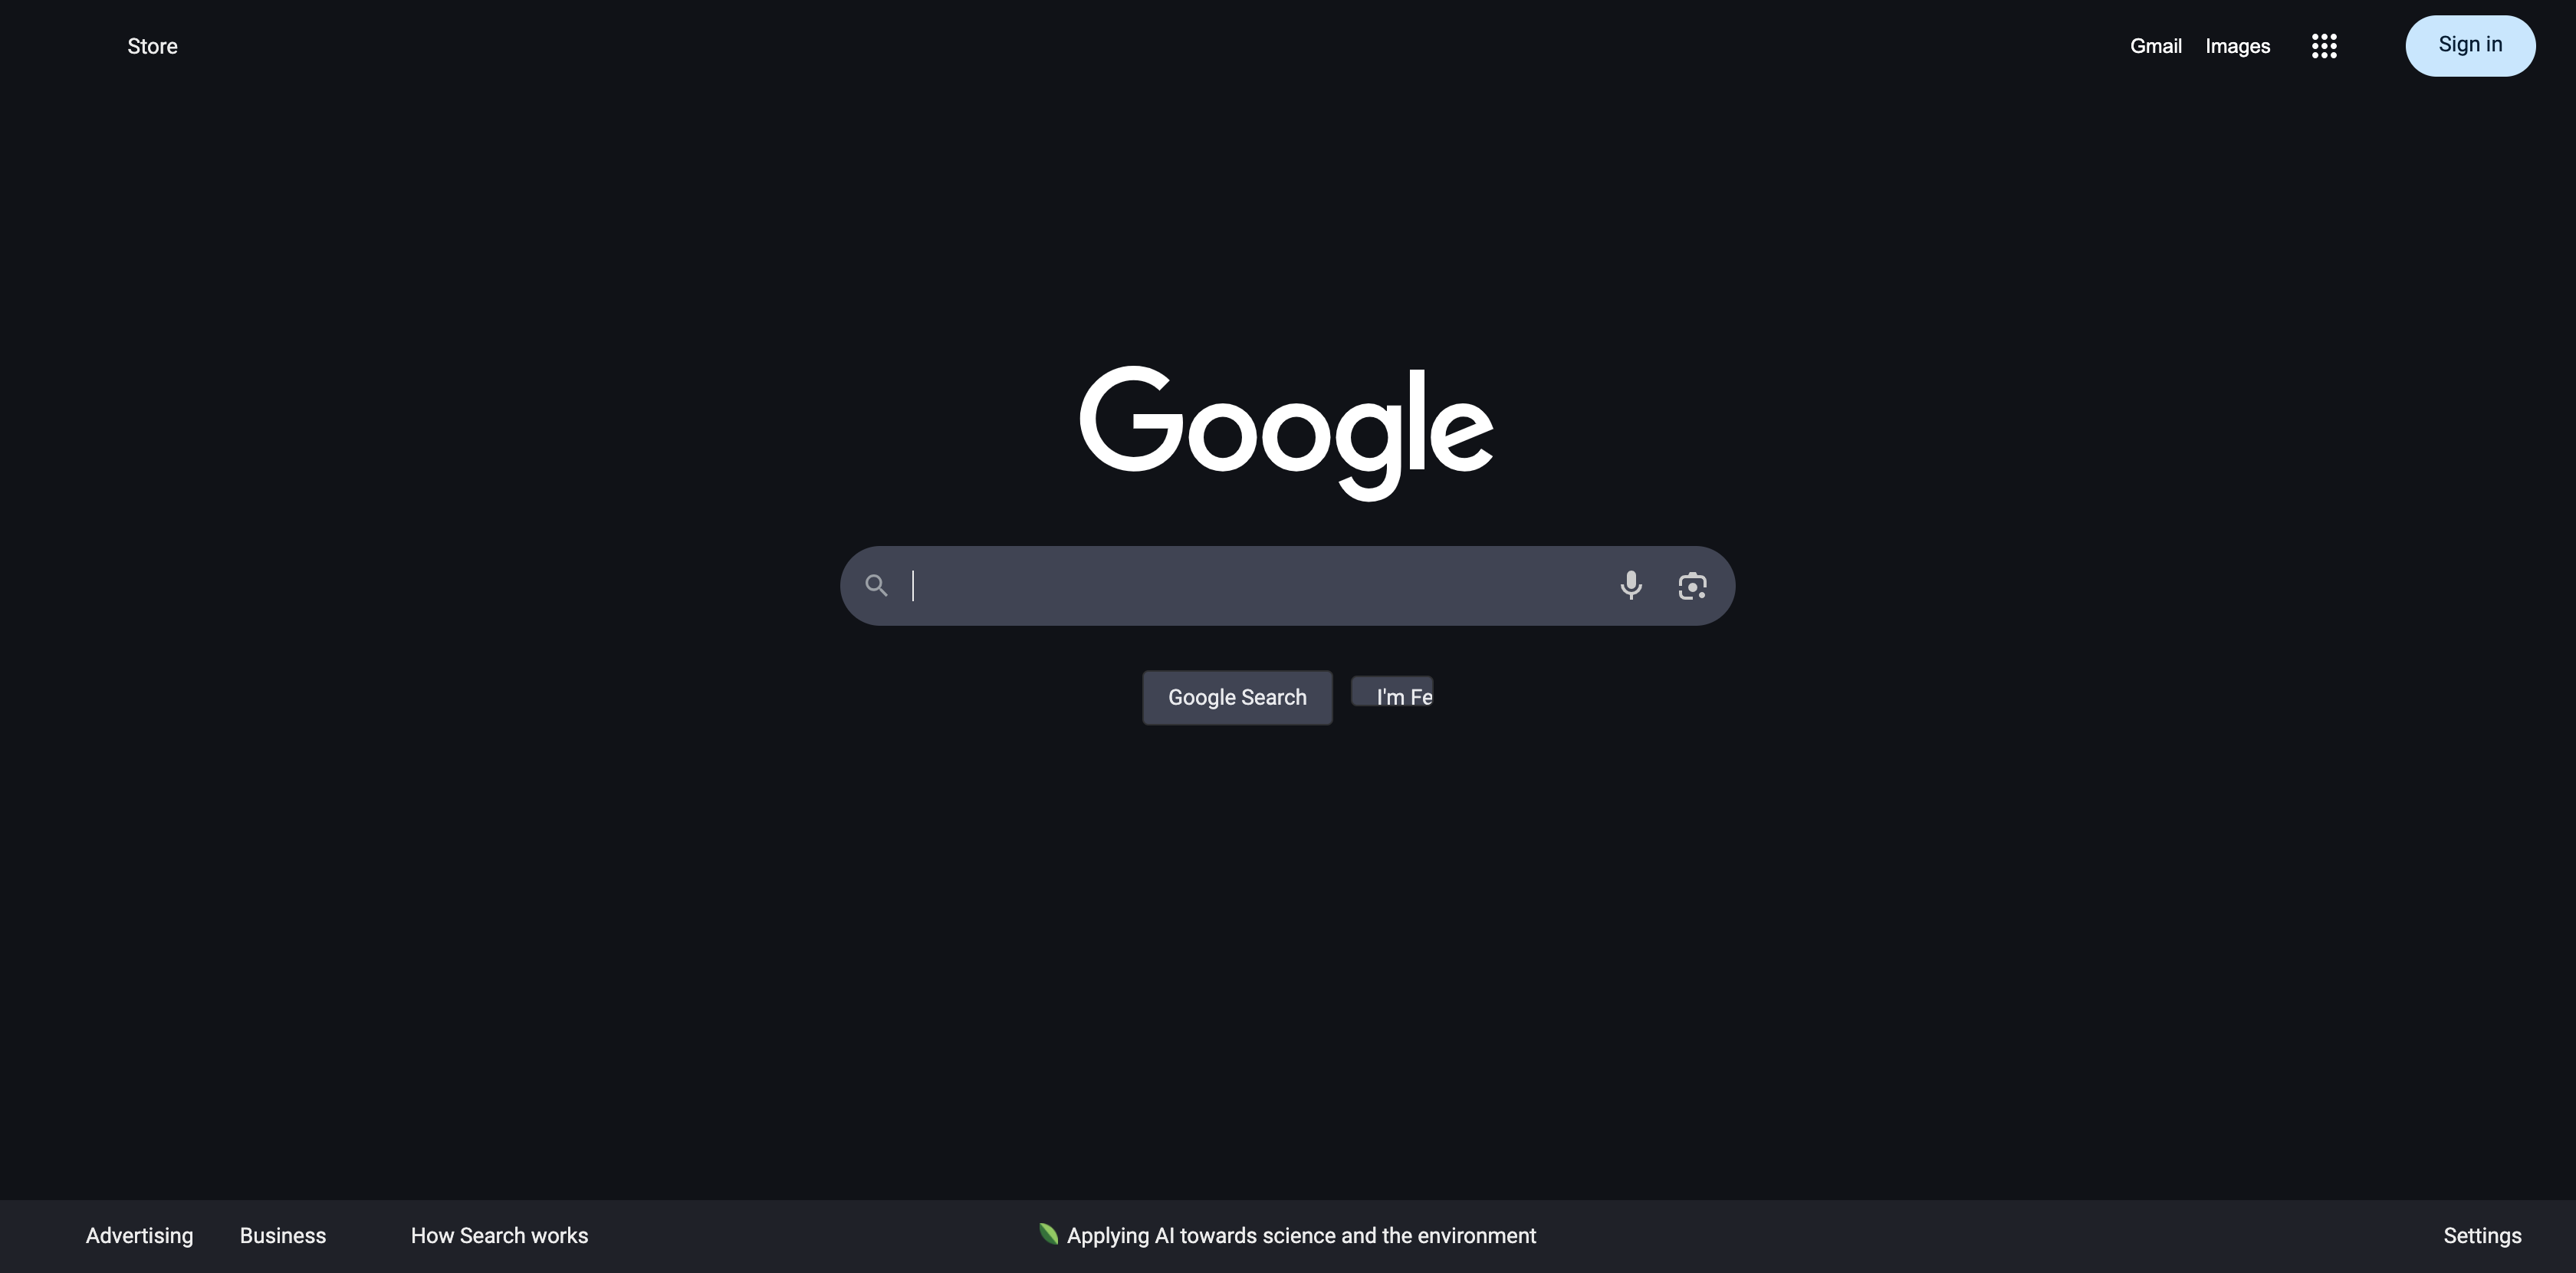 Store
Gmail
Images
Sign in
Google
Google Search
I'm Fe
Advertising
Business
How Search works
Applying AI towards science and the environment
Settings